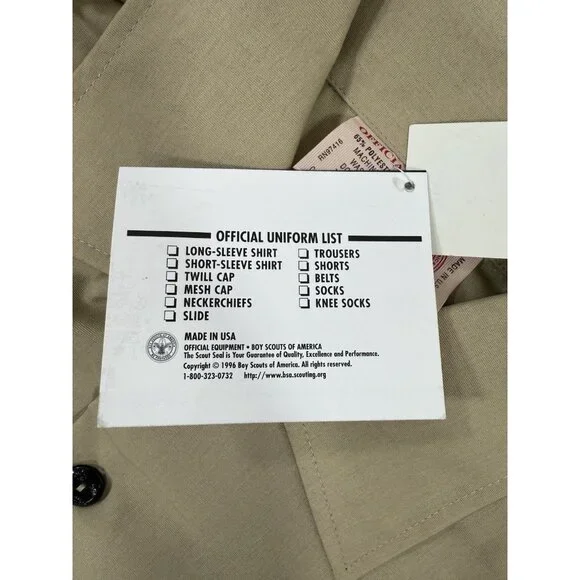 RN97416
OFFICIA
65% POLYEST
MACHIN
WA
DO
MADE IN U.S.
OFFICIAL UNIFORM LIST
LONG-SLEEVE SHIRT
SHORT-SLEEVE SHIRT
TWILL CAP
MESH CAP
NECKERCHIEFS
SLIDE
TROUSERS
SHORTS
BELTS
SOCKS
KNEE SOCKS
MADE IN USA
OFFICIAL EQUIPMENT • BOY SCOUTS OF AMERICA
The Scout Seal is Your Guarantee of Quality, Excellence and Performance.
Copyright © 1996 Boy Scouts of America. All rights reserved.
1-800-323-0732 http://www.bsa.scouting.org